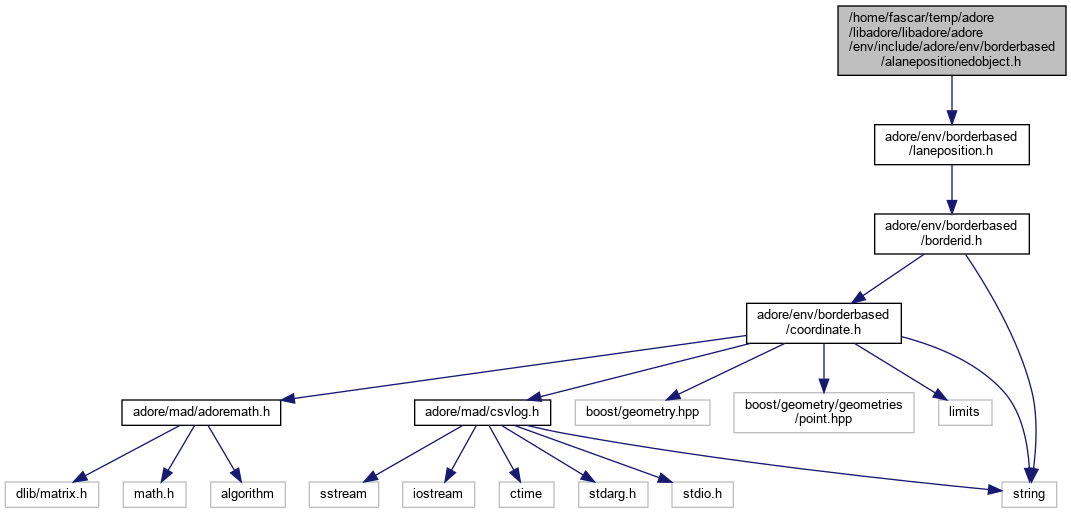 /home/fascar/temp/adore
/libadore/libadore/adore
/env/include/adore/env/borderbased
/alanepositionedobject.h
adore/env/borderbased
/laneposition.h
adore/env/borderbased
/borderid.h
adore/env/borderbased
/coordinate.h
adore/mad/adoremath.h
adore/mad/csvlog.h
boost/geometry.hpp
boost/geometry/geometries
/point.hpp
limits
dlib/matrix.h
math.h
algorithm
sstream
iostream
ctime
stdarg.h
stdio.h
string